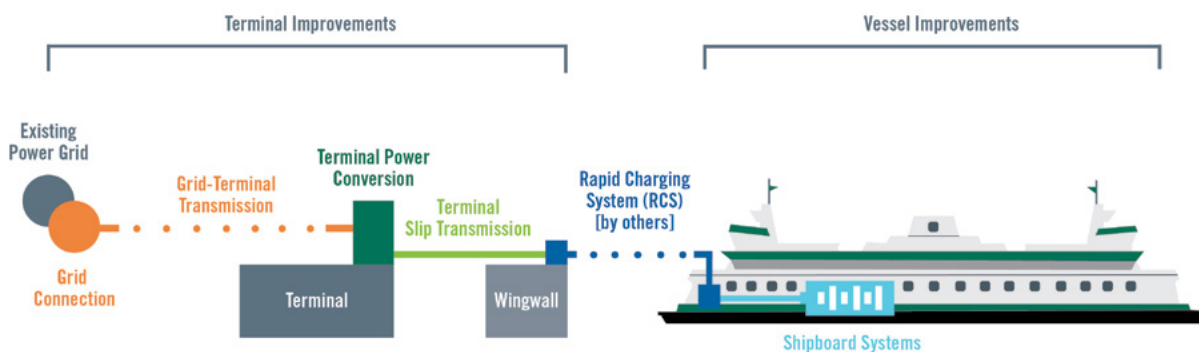 Terminal Improvements
Vessel Improvements
Existing
Power Grid
Grid-Terminal
Transmission
Terminal Power
Conversion
Terminal
Slip Transmission
Rapid Charging
System (RCS)
[by others]
Grid
Connection
Terminal
Wingwall
Shipboard Systems